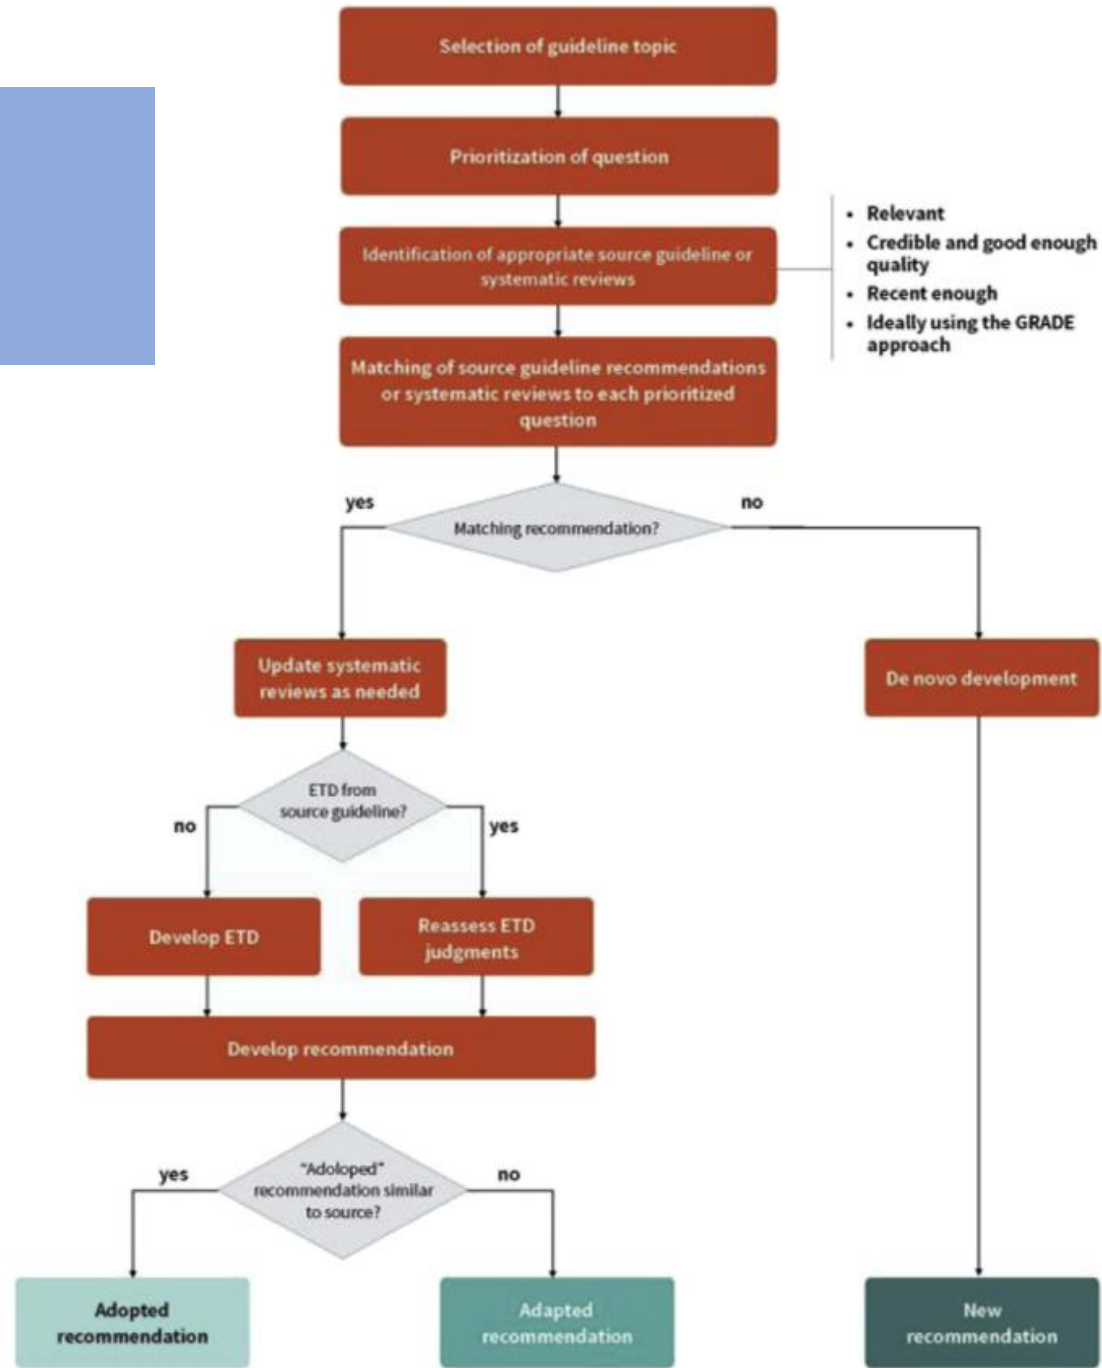 Selection of guideline topic
Prioritization of question
Identification of appropriate source guideline or
systematic reviews
• Relevant
• Credible and good enough
quality
• Recent enough
• Ideally using the GRADE
approach
Matching of source guideline recommendations
or systematic reviews to each prioritized
question
yes
no
Matching recommendation?
Update systematic
reviews as needed
De novo development
ETD from
source guideline?
no
yes
Develop ETD
Reassess ETD
judgments
Develop recommendation
yes
no
"Adoloped"
recommendation similar
to source?
Adopted
recommendation
Adapted
recommendation
New
recommendation